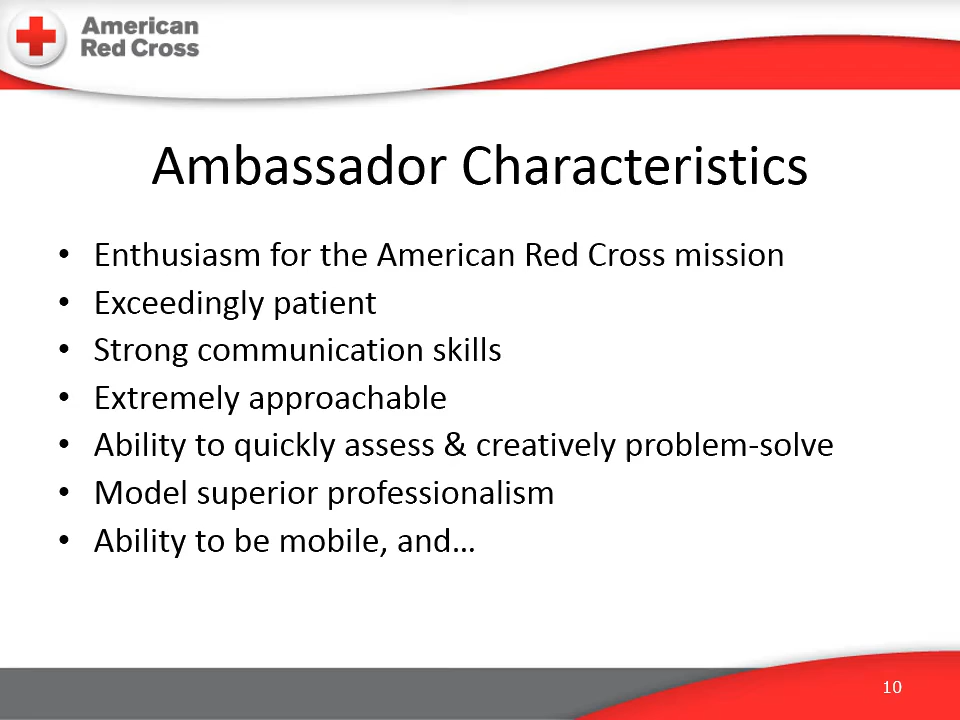 American
Red Cross
Ambassador Characteristics
• Enthusiasm for the American Red Cross mission
• Exceedingly patient
• Strong communication skills
• Extremely approachable
• Ability to quickly assess & creatively problem-solve
• Model superior professionalism
• Ability to be mobile, and…
10